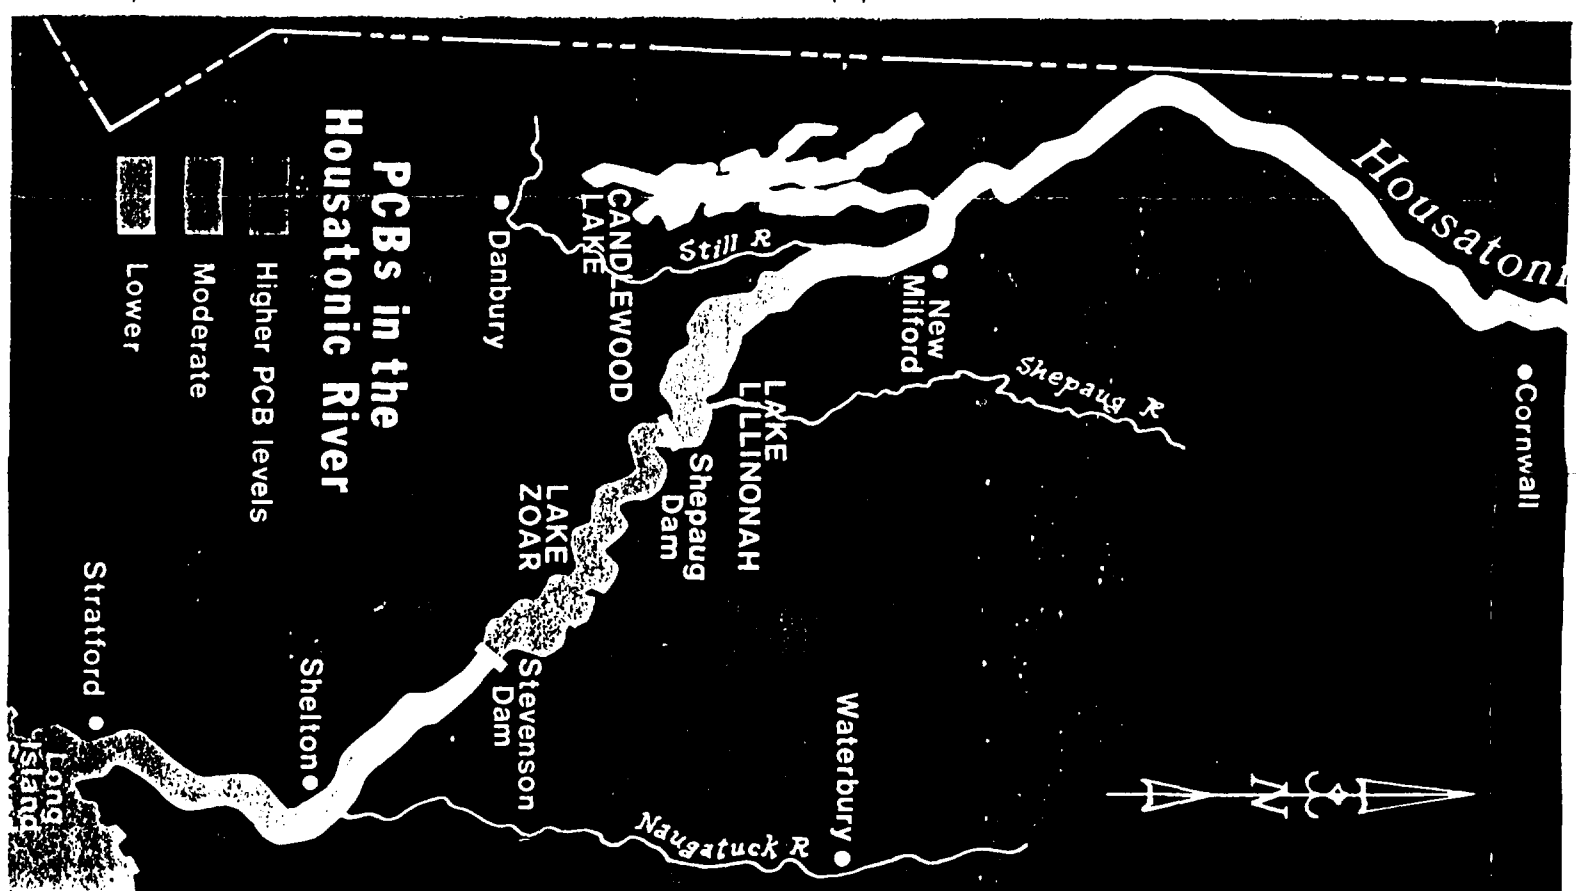 PCBs in the
Housatonic River
Higher PCB levels
Moderate
Lower
Housatoni
Cornwall
Shepaug R
New
Milford
Still R
CANDLEWOOD
LAKE
Danbury
LAKE
LILLINONAH
Shepaug
Dam
LAKE
ZOAR
Stevenson
Dam
Waterbury
Naugatuck R
Shelton
Stratford
Long
Island
N